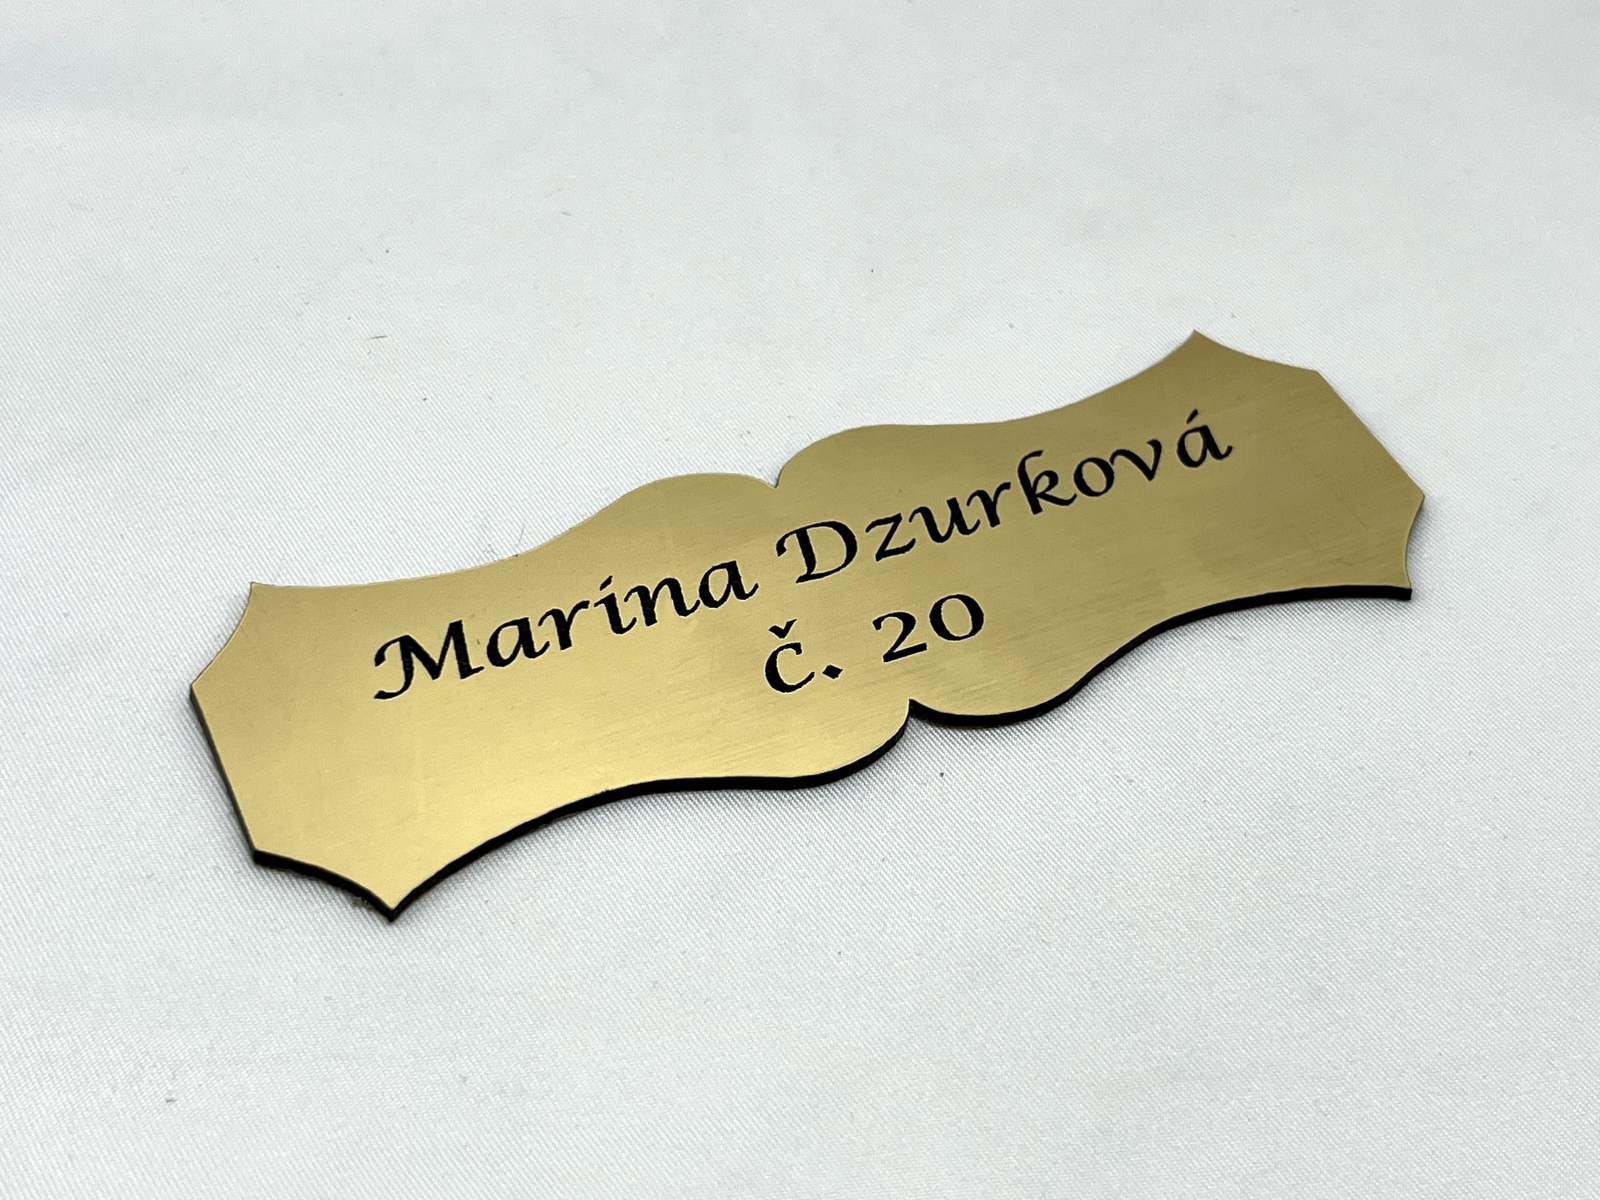 Marina Dzurková
č. 20